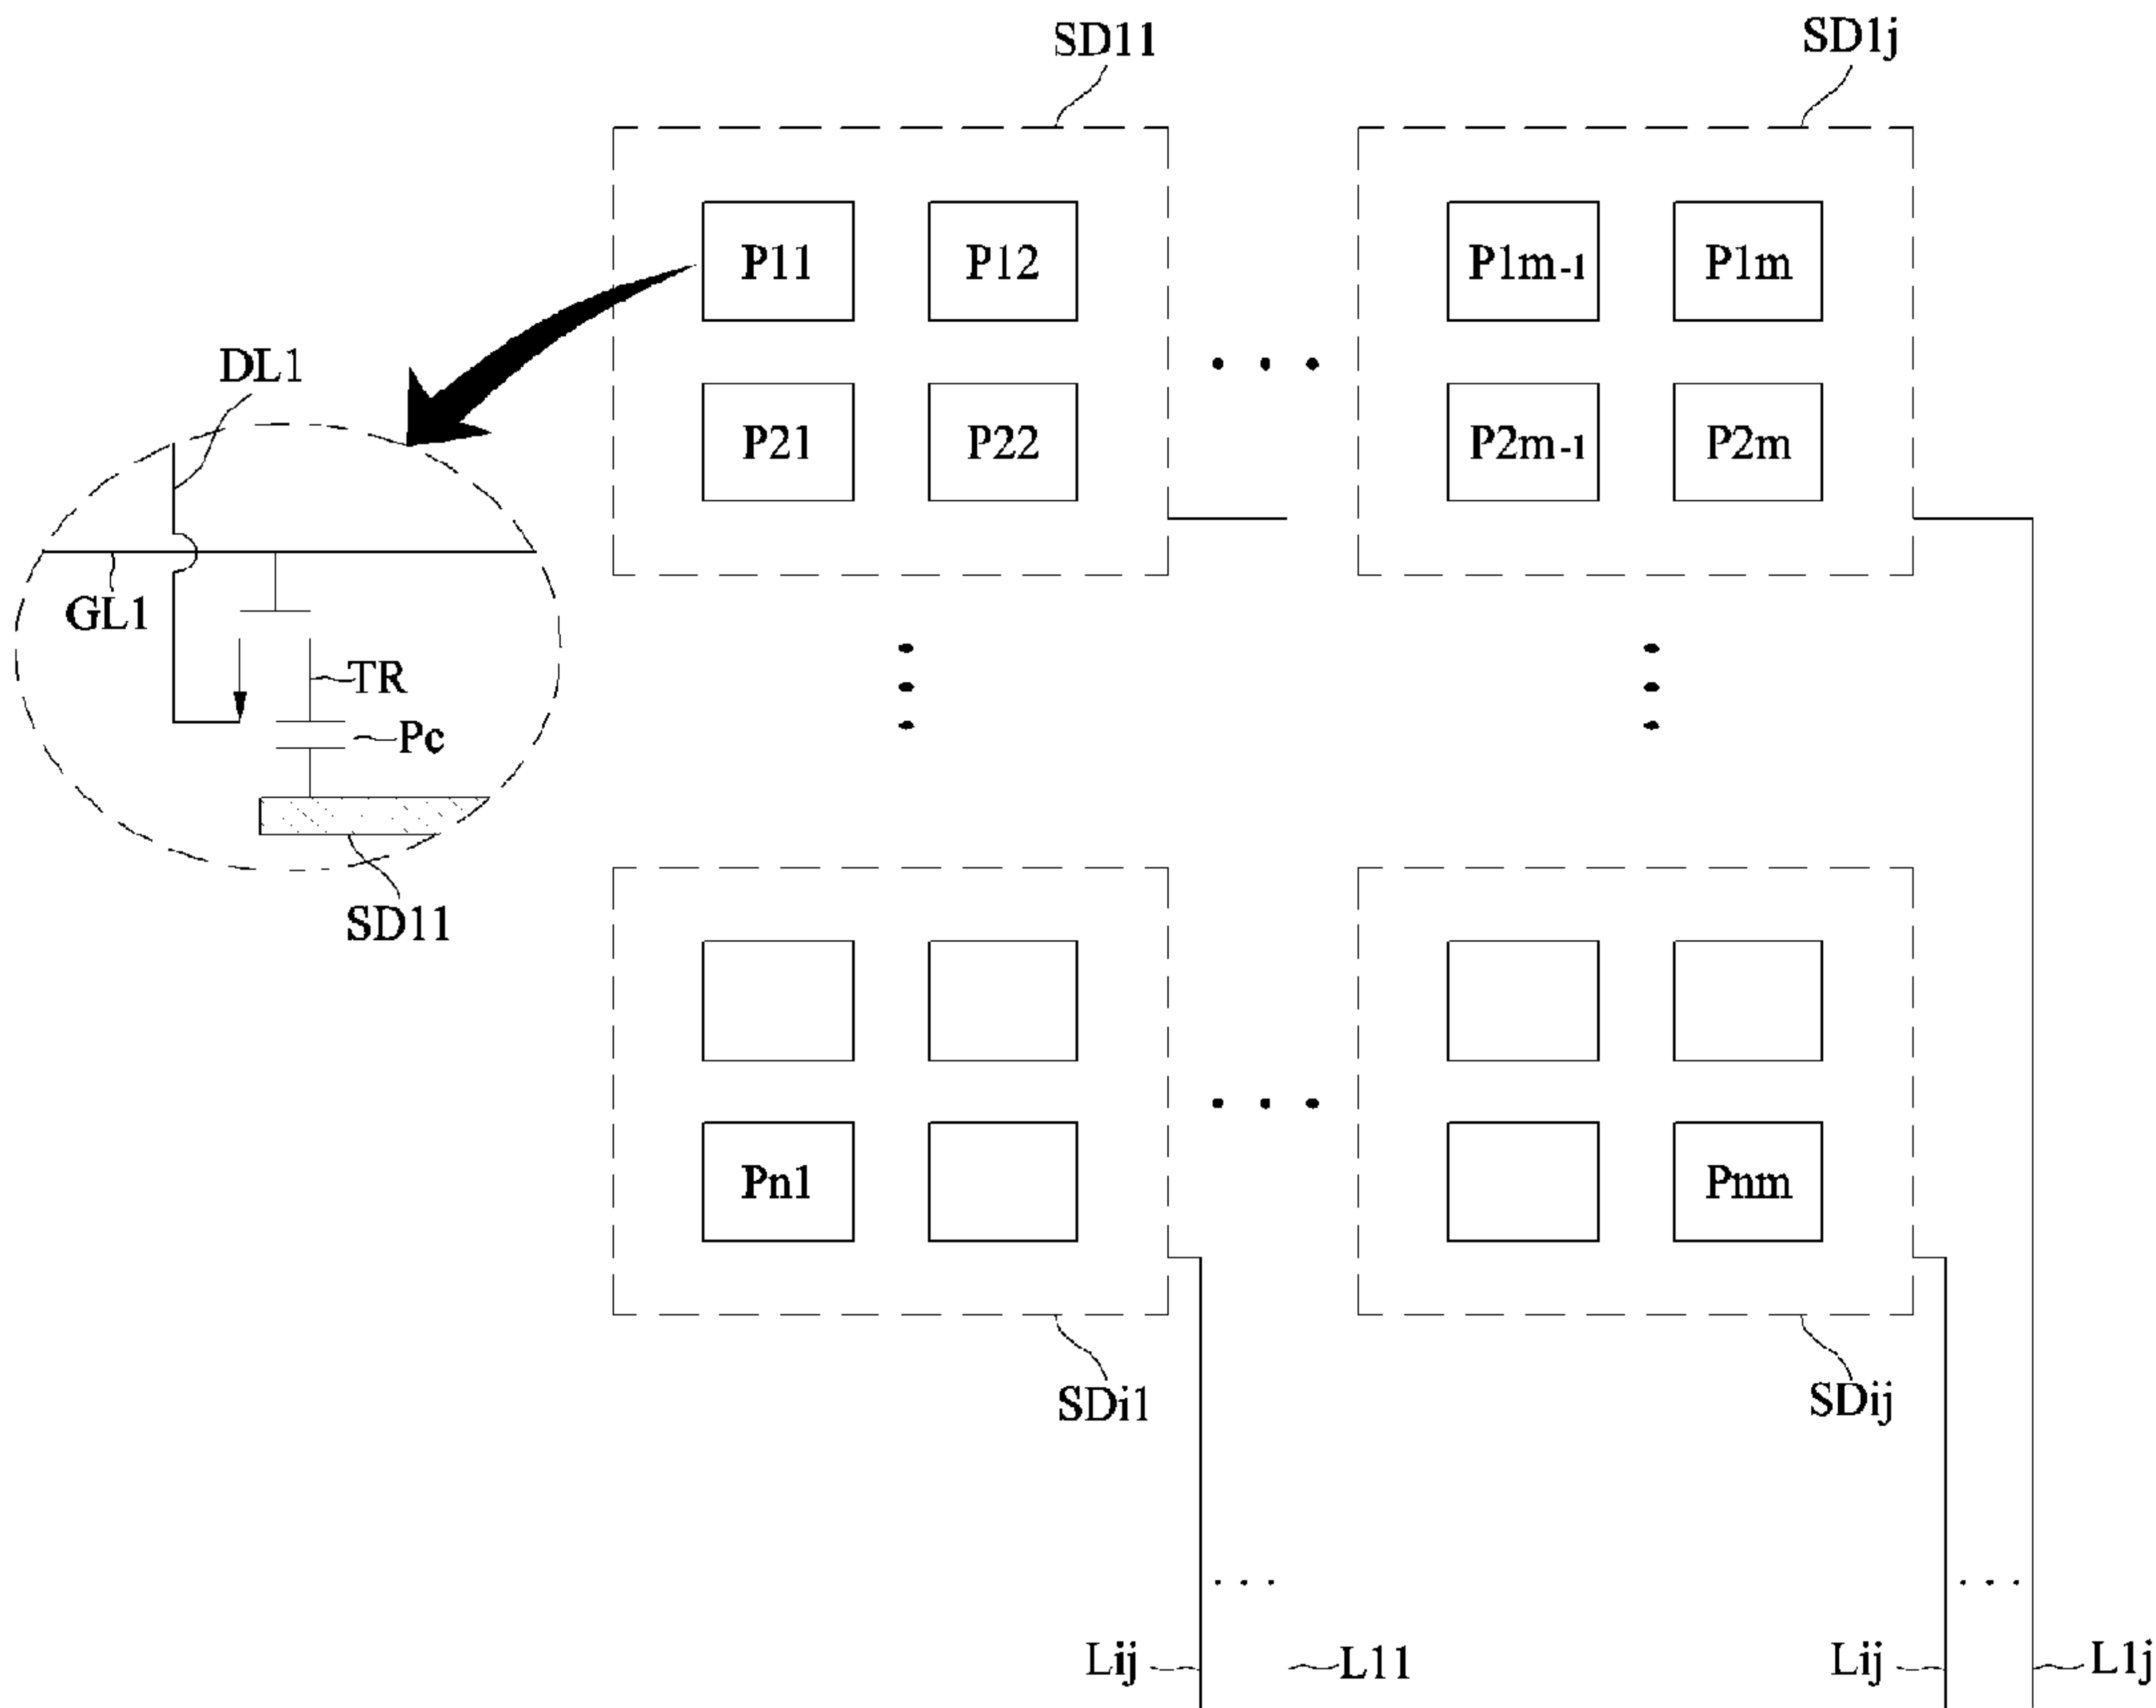 SD11
SD1j
P11
P12
P1m-1
P1m
DL1
P21
P22
P2m-1
P2m
GL1
TR
Pc
SD11
Pn1
Pnm
SDi1
SDij
Lij
L11
Lij
L1j